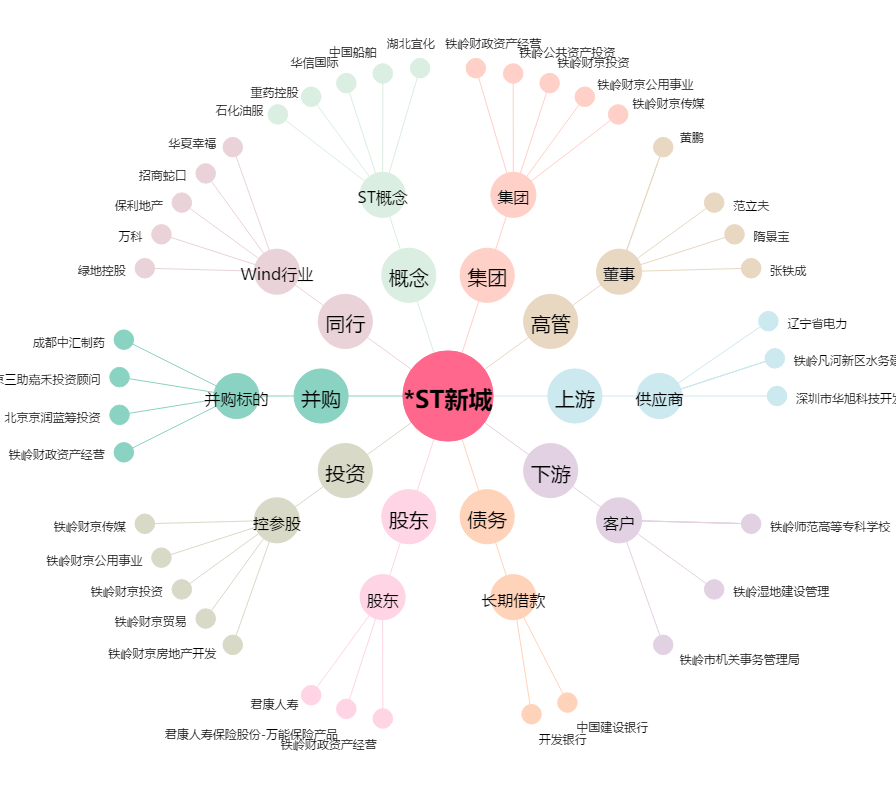 湖北宜化
铁岭财政资产经营
中国船舶
铁岭公共资产投资
华信国际
铁岭财京投资
重药控股
铁岭财京公用事业
石化油服
铁岭财京传媒
华夏幸福
黄鹏
招商蛇口
ST概念
集团
保利地产
范立夫
万科
隋景宝
绿地控股
Wind行业
概念
集团
董事
张铁成
同行
高管
辽宁省电力
成都中汇制药
铁岭凡河新区水务建
京三助嘉禾投资顾问
并购标的
并购
*ST新城
上游
供应商
深圳市华旭科技开发
北京京润蓝筹投资
铁岭财政资产经营
投资
下游
铁岭财京传媒
控参股
股东
债务
客户
铁岭师范高等专科学校
铁岭财京公用事业
铁岭财京投资
股东
长期借款
铁岭湿地建设管理
铁岭财京贸易
铁岭财京房地产开发
铁岭市机关事务管理局
君康人寿
中国建设银行
君康人寿保险股份-万能保险产品
开发银行
铁岭财政资产经营